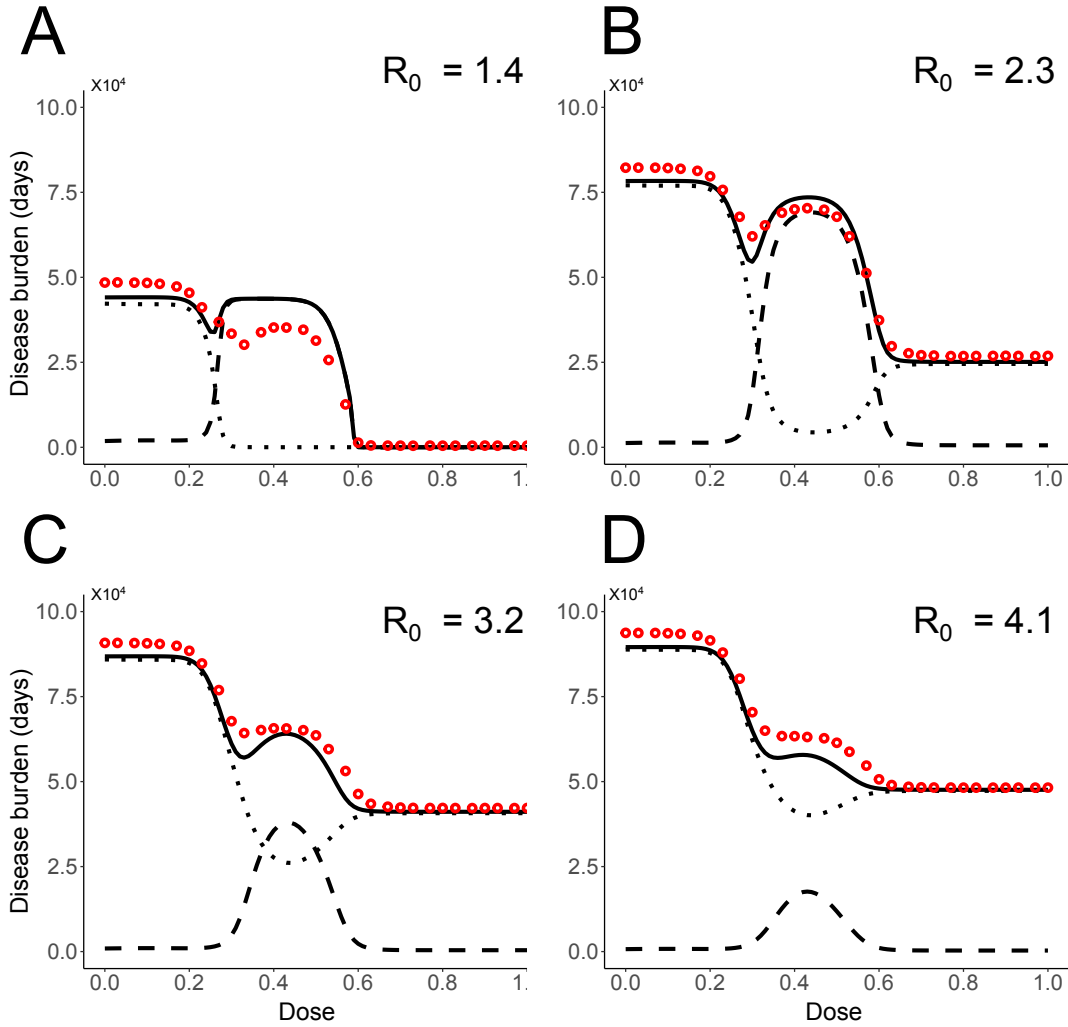 A
R₀ = 1.4
X10⁴
10.0
7.5
5.0
2.5
0.0
Disease burden (days)
0.0 0.2 0.4 0.6 0.8 1.
B
R₀ = 2.3
X10⁴
10.0
7.5
5.0
2.5
0.0
0.0 0.2 0.4 0.6 0.8 1.0
C
R₀ = 3.2
X10⁴
10.0
7.5
5.0
2.5
0.0
Disease burden (days)
0.0 0.2 0.4 0.6 0.8 1.
Dose
D
R₀ = 4.1
X10⁴
10.0
7.5
5.0
2.5
0.0
0.0 0.2 0.4 0.6 0.8 1.0
Dose